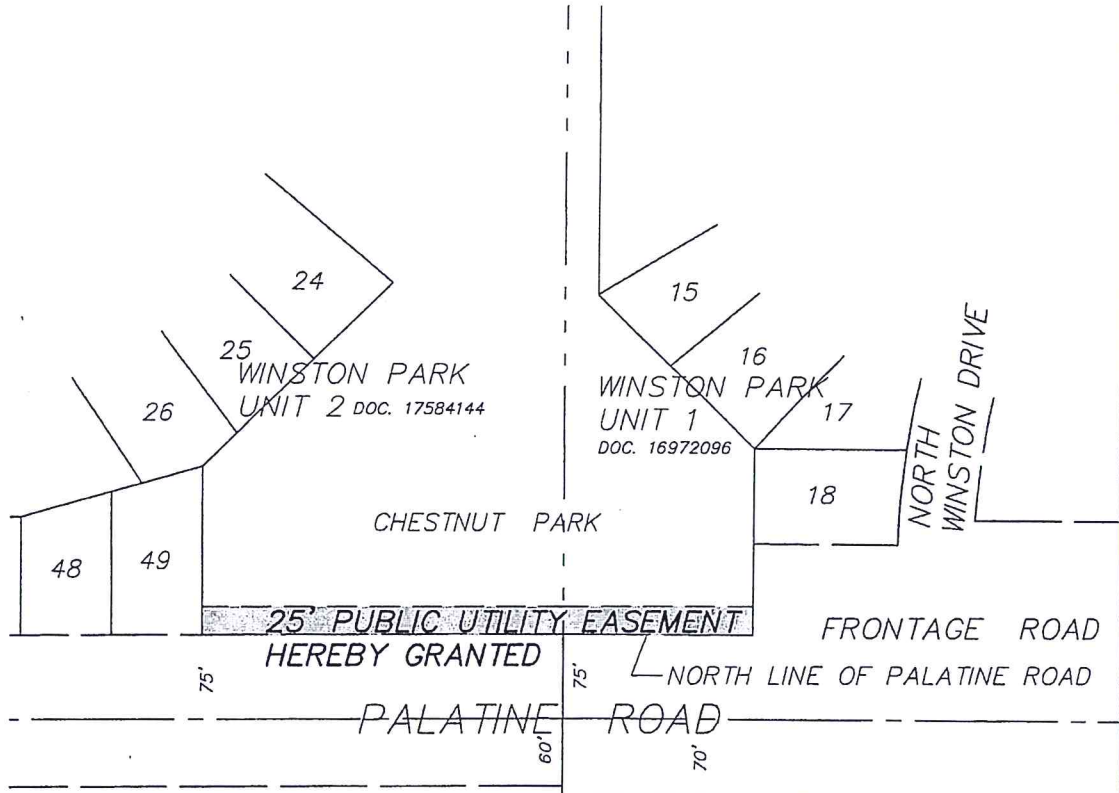 24
15
25
16
WINSTON PARK
UNIT 2 DOC. 17584144
WINSTON PARK
UNIT 1
DOC. 16972096
26
17
NORTH
WINSTON DRIVE
18
CHESTNUT PARK
48
49
25' PUBLIC UTILITY EASEMENT
HEREBY GRANTED
FRONTAGE ROAD
75'
75'
NORTH LINE OF PALATINE ROAD
PALATINE ROAD
60'
70'